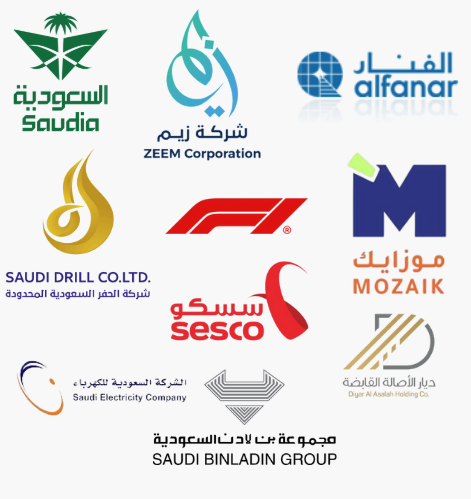 السعودية
Saudia
شركة زيم
ZEEM Corporation
الفنار
alfanar
SAUDI DRILL CO.LTD.
شركة الحفر السعودية المحدودة
F1
®
موزايك
MOZAIK
سسكو
sesco
الشركة السعودية للكهرباء
Saudi Electricity Company
ديار الأصالة القابضة
Diyar Al Asalah Holding Co.
مجموعة بن لادن السعودية
SAUDI BINLADIN GROUP